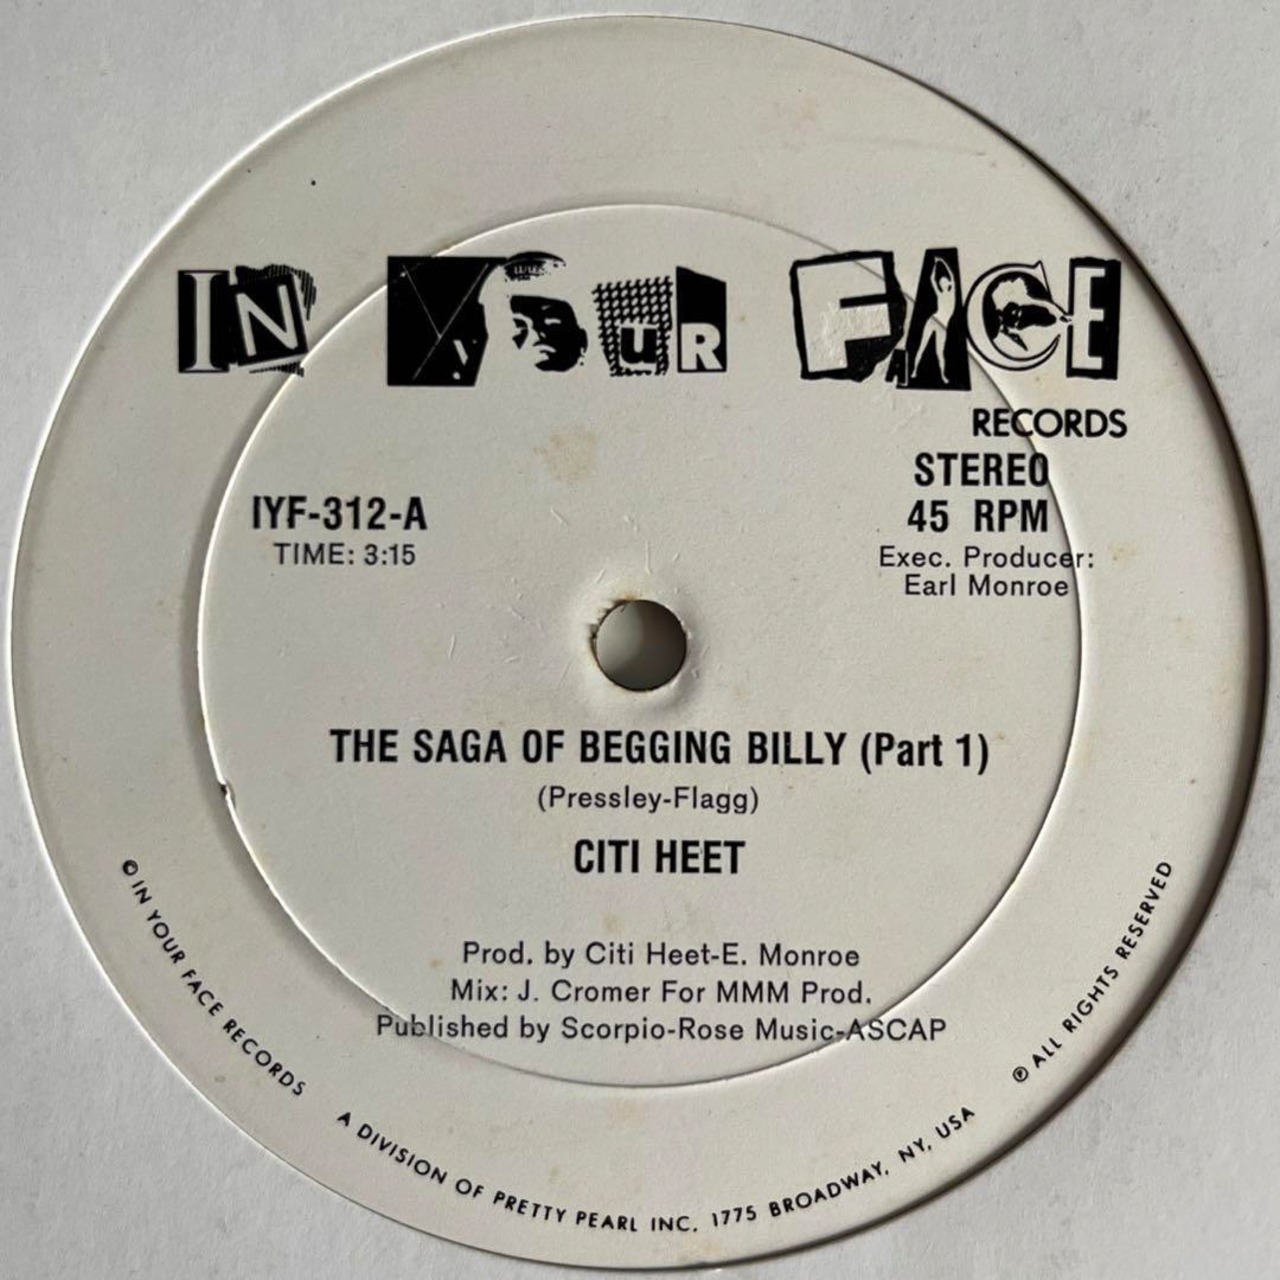 IN YOUR FACE
RECORDS
STEREO
45 RPM
IYF-312-A
TIME: 3:15
Exec. Producer:
Earl Monroe
THE SAGA OF BEGGING BILLY (Part 1)
(Pressley-Flagg)
CITI HEET
Prod. by Citi Heet-E. Monroe
Mix: J. Cromer For MMM Prod.
Published by Scorpio-Rose Music-ASCAP
© IN YOUR FACE RECORDS A DIVISION OF PRETTY PEARL INC. 1775 BROADWAY, NY, USA ℗ ALL RIGHTS RESERVED